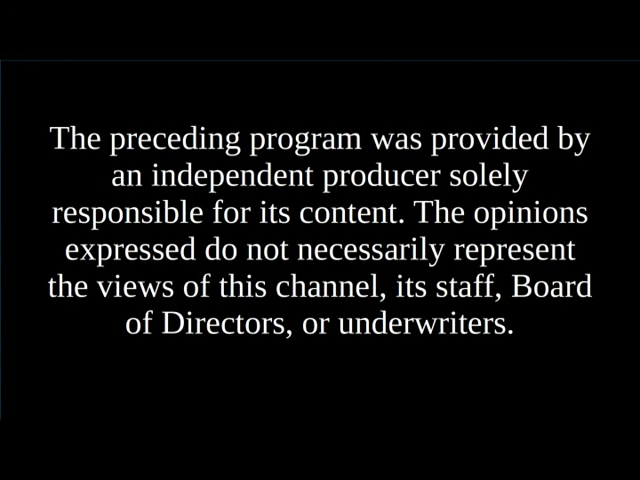 The preceding program was provided by
an independent producer solely
responsible for its content. The opinions
expressed do not necessarily represent
the views of this channel, its staff, Board
of Directors, or underwriters.